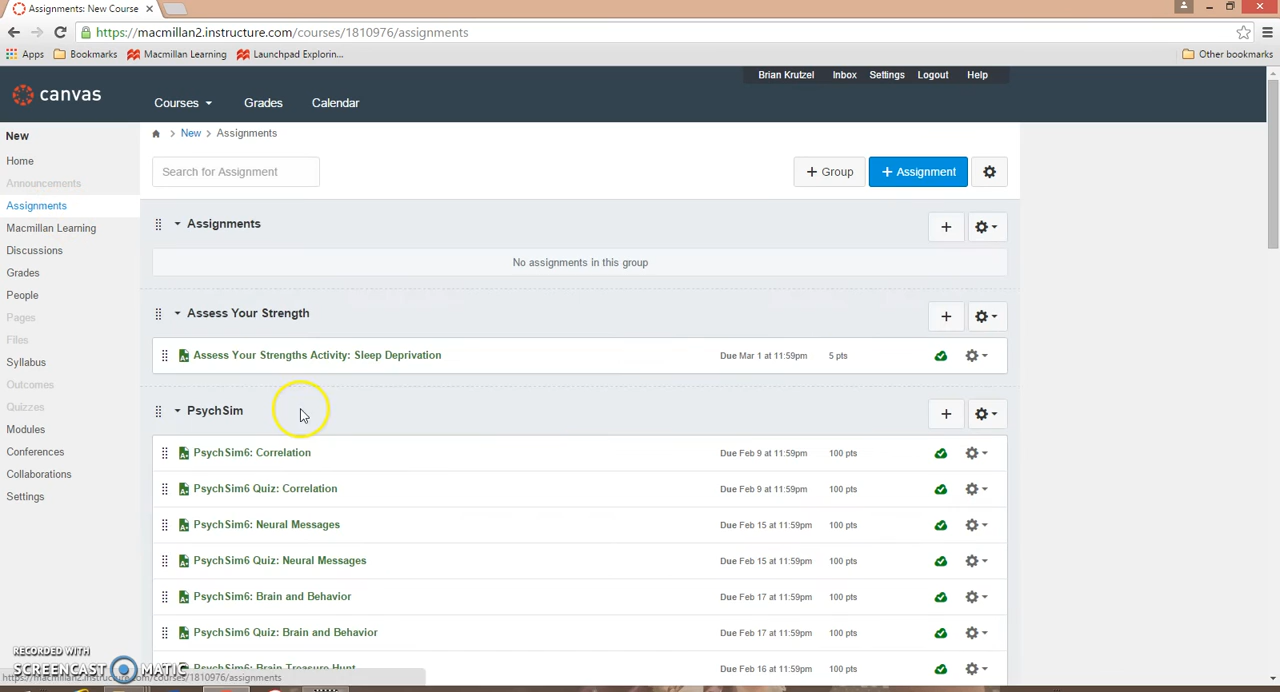 Assignments: New Course
https://macmillan2.instructure.com/courses/1810976/assignments
Apps Bookmarks Macmillan Learning Launchpad Explorin... Other bookmarks
Brian Krutzel Inbox Settings Logout Help
canvas Courses Grades Calendar
New
Home
Announcements
Assignments
Macmillan Learning
Discussions
Grades
People
Pages
Files
Syllabus
Outcomes
Quizzes
Modules
Conferences
Collaborations
Settings
New > Assignments
Search for Assignment + Group + Assignment
Assignments
No assignments in this group
Assess Your Strength
Assess Your Strengths Activity: Sleep Deprivation Due Mar 1 at 11:59pm 5 pts
PsychSim
PsychSim6: Correlation Due Feb 9 at 11:59pm 100 pts
PsychSim6 Quiz: Correlation Due Feb 9 at 11:59pm 100 pts
PsychSim6: Neural Messages Due Feb 15 at 11:59pm 100 pts
PsychSim6 Quiz: Neural Messages Due Feb 15 at 11:59pm 100 pts
PsychSim6: Brain and Behavior Due Feb 17 at 11:59pm 100 pts
PsychSim6 Quiz: Brain and Behavior Due Feb 17 at 11:59pm 100 pts
PsychSim6: Brain Treasure Hunt Due Feb 16 at 11:59pm 100 pts
RECORDED WITH
SCREENCAST MATIC
https://macmillan2.instructure.com/courses/1810976/assignments